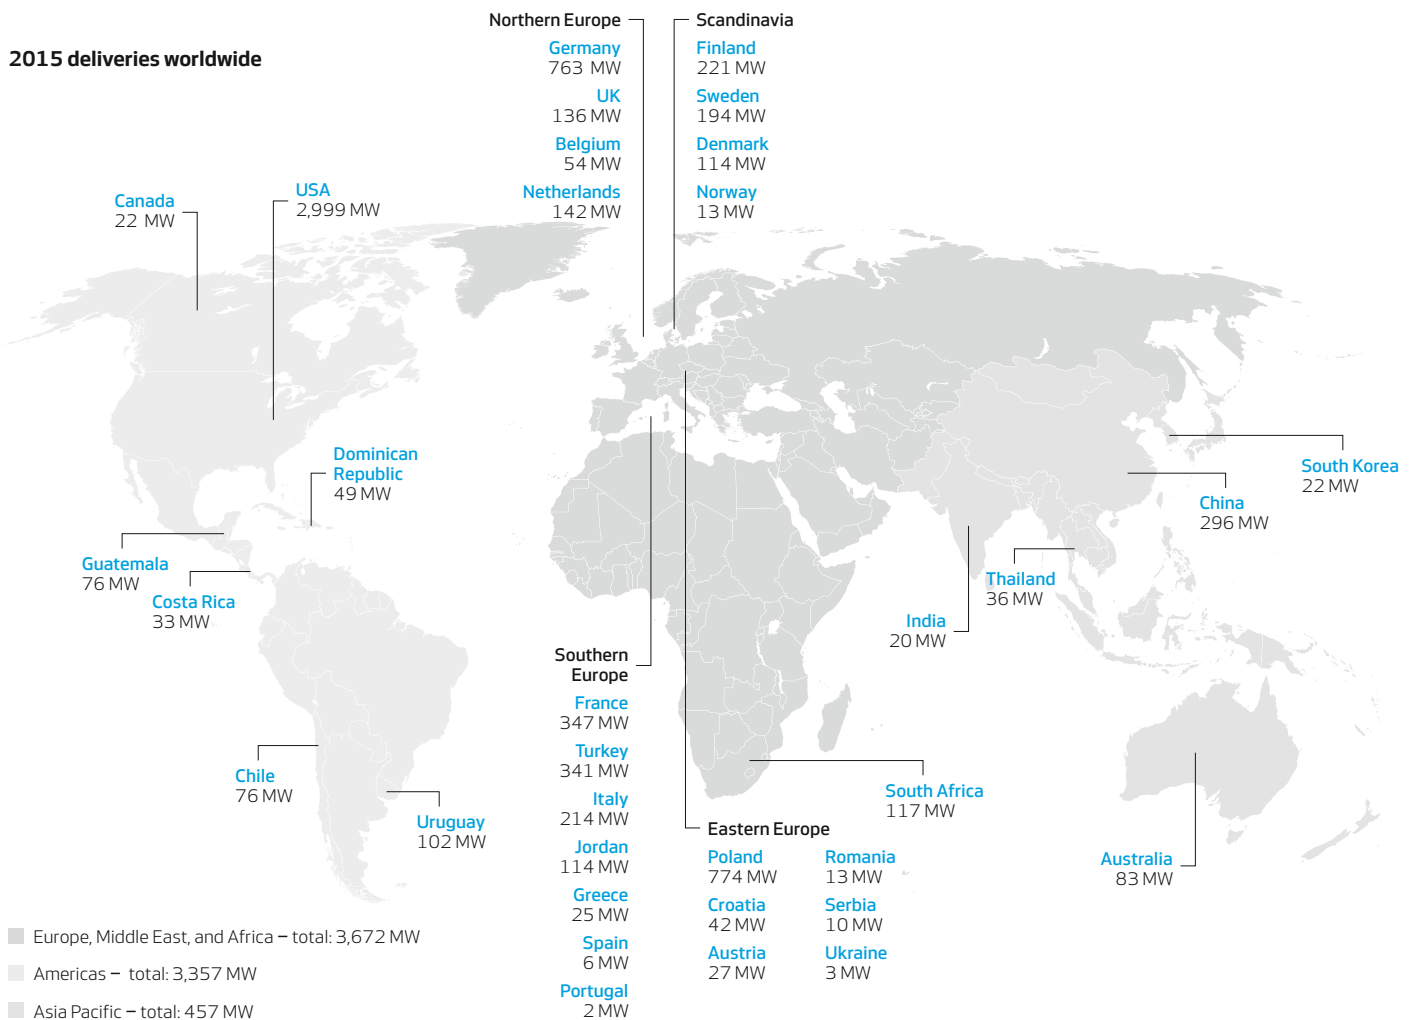 2015 deliveries worldwide
Northern Europe
Germany
763 MW
UK
136 MW
Belgium
54 MW
Netherlands
142 MW
Scandinavia
Finland
221 MW
Sweden
194 MW
Denmark
114 MW
Norway
13 MW
Canada
22 MW
USA
2,999 MW
Dominican
Republic
49 MW
Guatemala
76 MW
Costa Rica
33 MW
Chile
76 MW
Uruguay
102 MW
Southern
Europe
France
347 MW
Turkey
341 MW
Italy
214 MW
Jordan
114 MW
Greece
25 MW
Spain
6 MW
Portugal
2 MW
Eastern Europe
Poland
774 MW
Croatia
42 MW
Austria
27 MW
Romania
13 MW
Serbia
10 MW
Ukraine
3 MW
South Africa
117 MW
South Korea
22 MW
China
296 MW
Thailand
36 MW
India
20 MW
Australia
83 MW
Europe, Middle East, and Africa – total: 3,672 MW
Americas – total: 3,357 MW
Asia Pacific – total: 457 MW